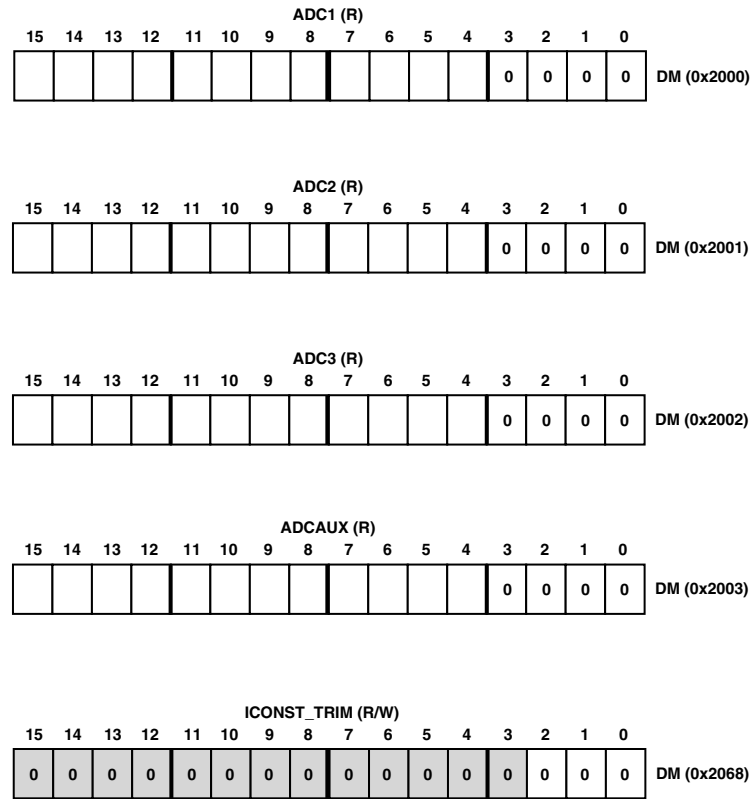 ADC1 (R)
15 14 13 12 11 10 9 8 7 6 5 4 3 2 1 0
0 0 0 0 DM (0x2000)
ADC2 (R)
15 14 13 12 11 10 9 8 7 6 5 4 3 2 1 0
0 0 0 0 DM (0x2001)
ADC3 (R)
15 14 13 12 11 10 9 8 7 6 5 4 3 2 1 0
0 0 0 0 DM (0x2002)
ADCAUX (R)
15 14 13 12 11 10 9 8 7 6 5 4 3 2 1 0
0 0 0 0 DM (0x2003)
ICONST_TRIM (R/W)
15 14 13 12 11 10 9 8 7 6 5 4 3 2 1 0
0 0 0 0 0 0 0 0 0 0 0 0 0 0 0 0 DM (0x2068)